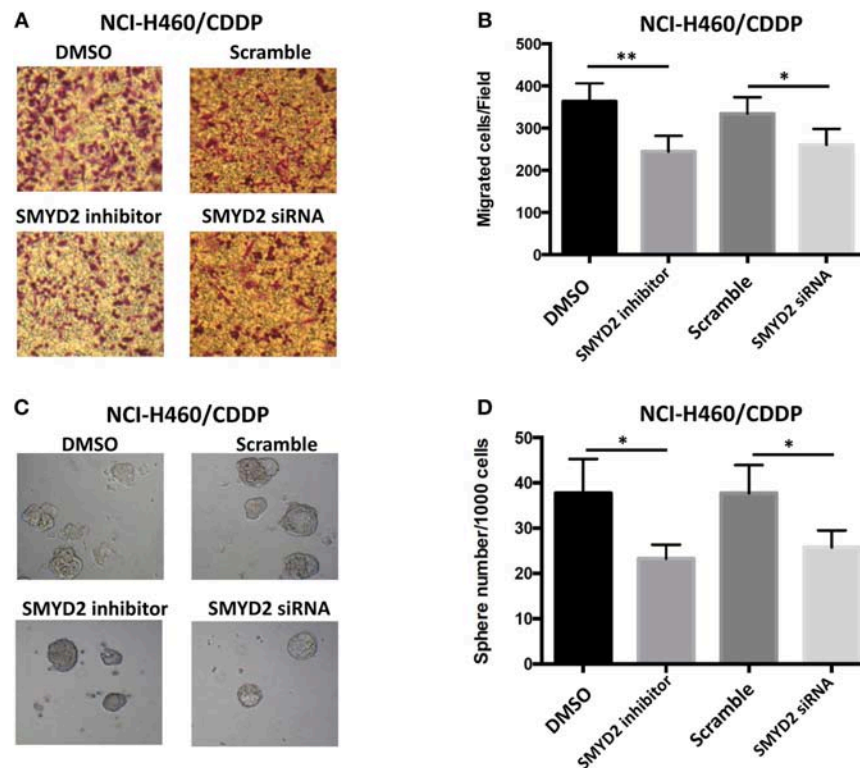 A
NCI-H460/CDDP
DMSO
Scramble
SMYD2 inhibitor
SMYD2 siRNA
B
NCI-H460/CDDP
Migrated cells/Field
500
400
300
200
100
0
**
*
DMSO
SMYD2 inhibitor
Scramble
SMYD2 siRNA
C
NCI-H460/CDDP
DMSO
Scramble
SMYD2 inhibitor
SMYD2 siRNA
D
NCI-H460/CDDP
Sphere number/1000 cells
50
40
30
20
10
0
*
*
DMSO
SMYD2 inhibitor
Scramble
SMYD2 siRNA